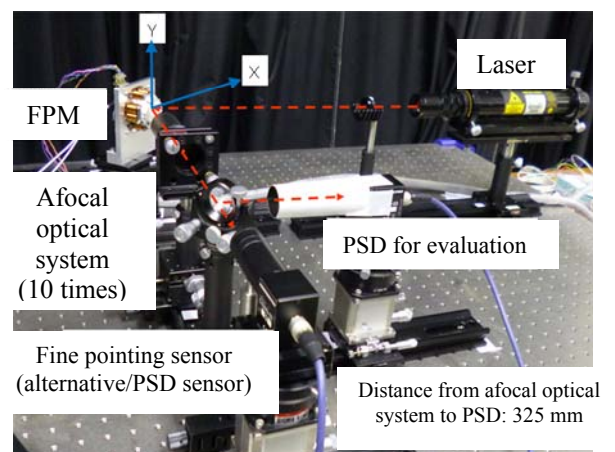 Y
X
Laser
FPM
Afocal
optical
system
(10 times)
PSD for evaluation
Fine pointing sensor
(alternative/PSD sensor)
Distance from afocal optical
system to PSD: 325 mm